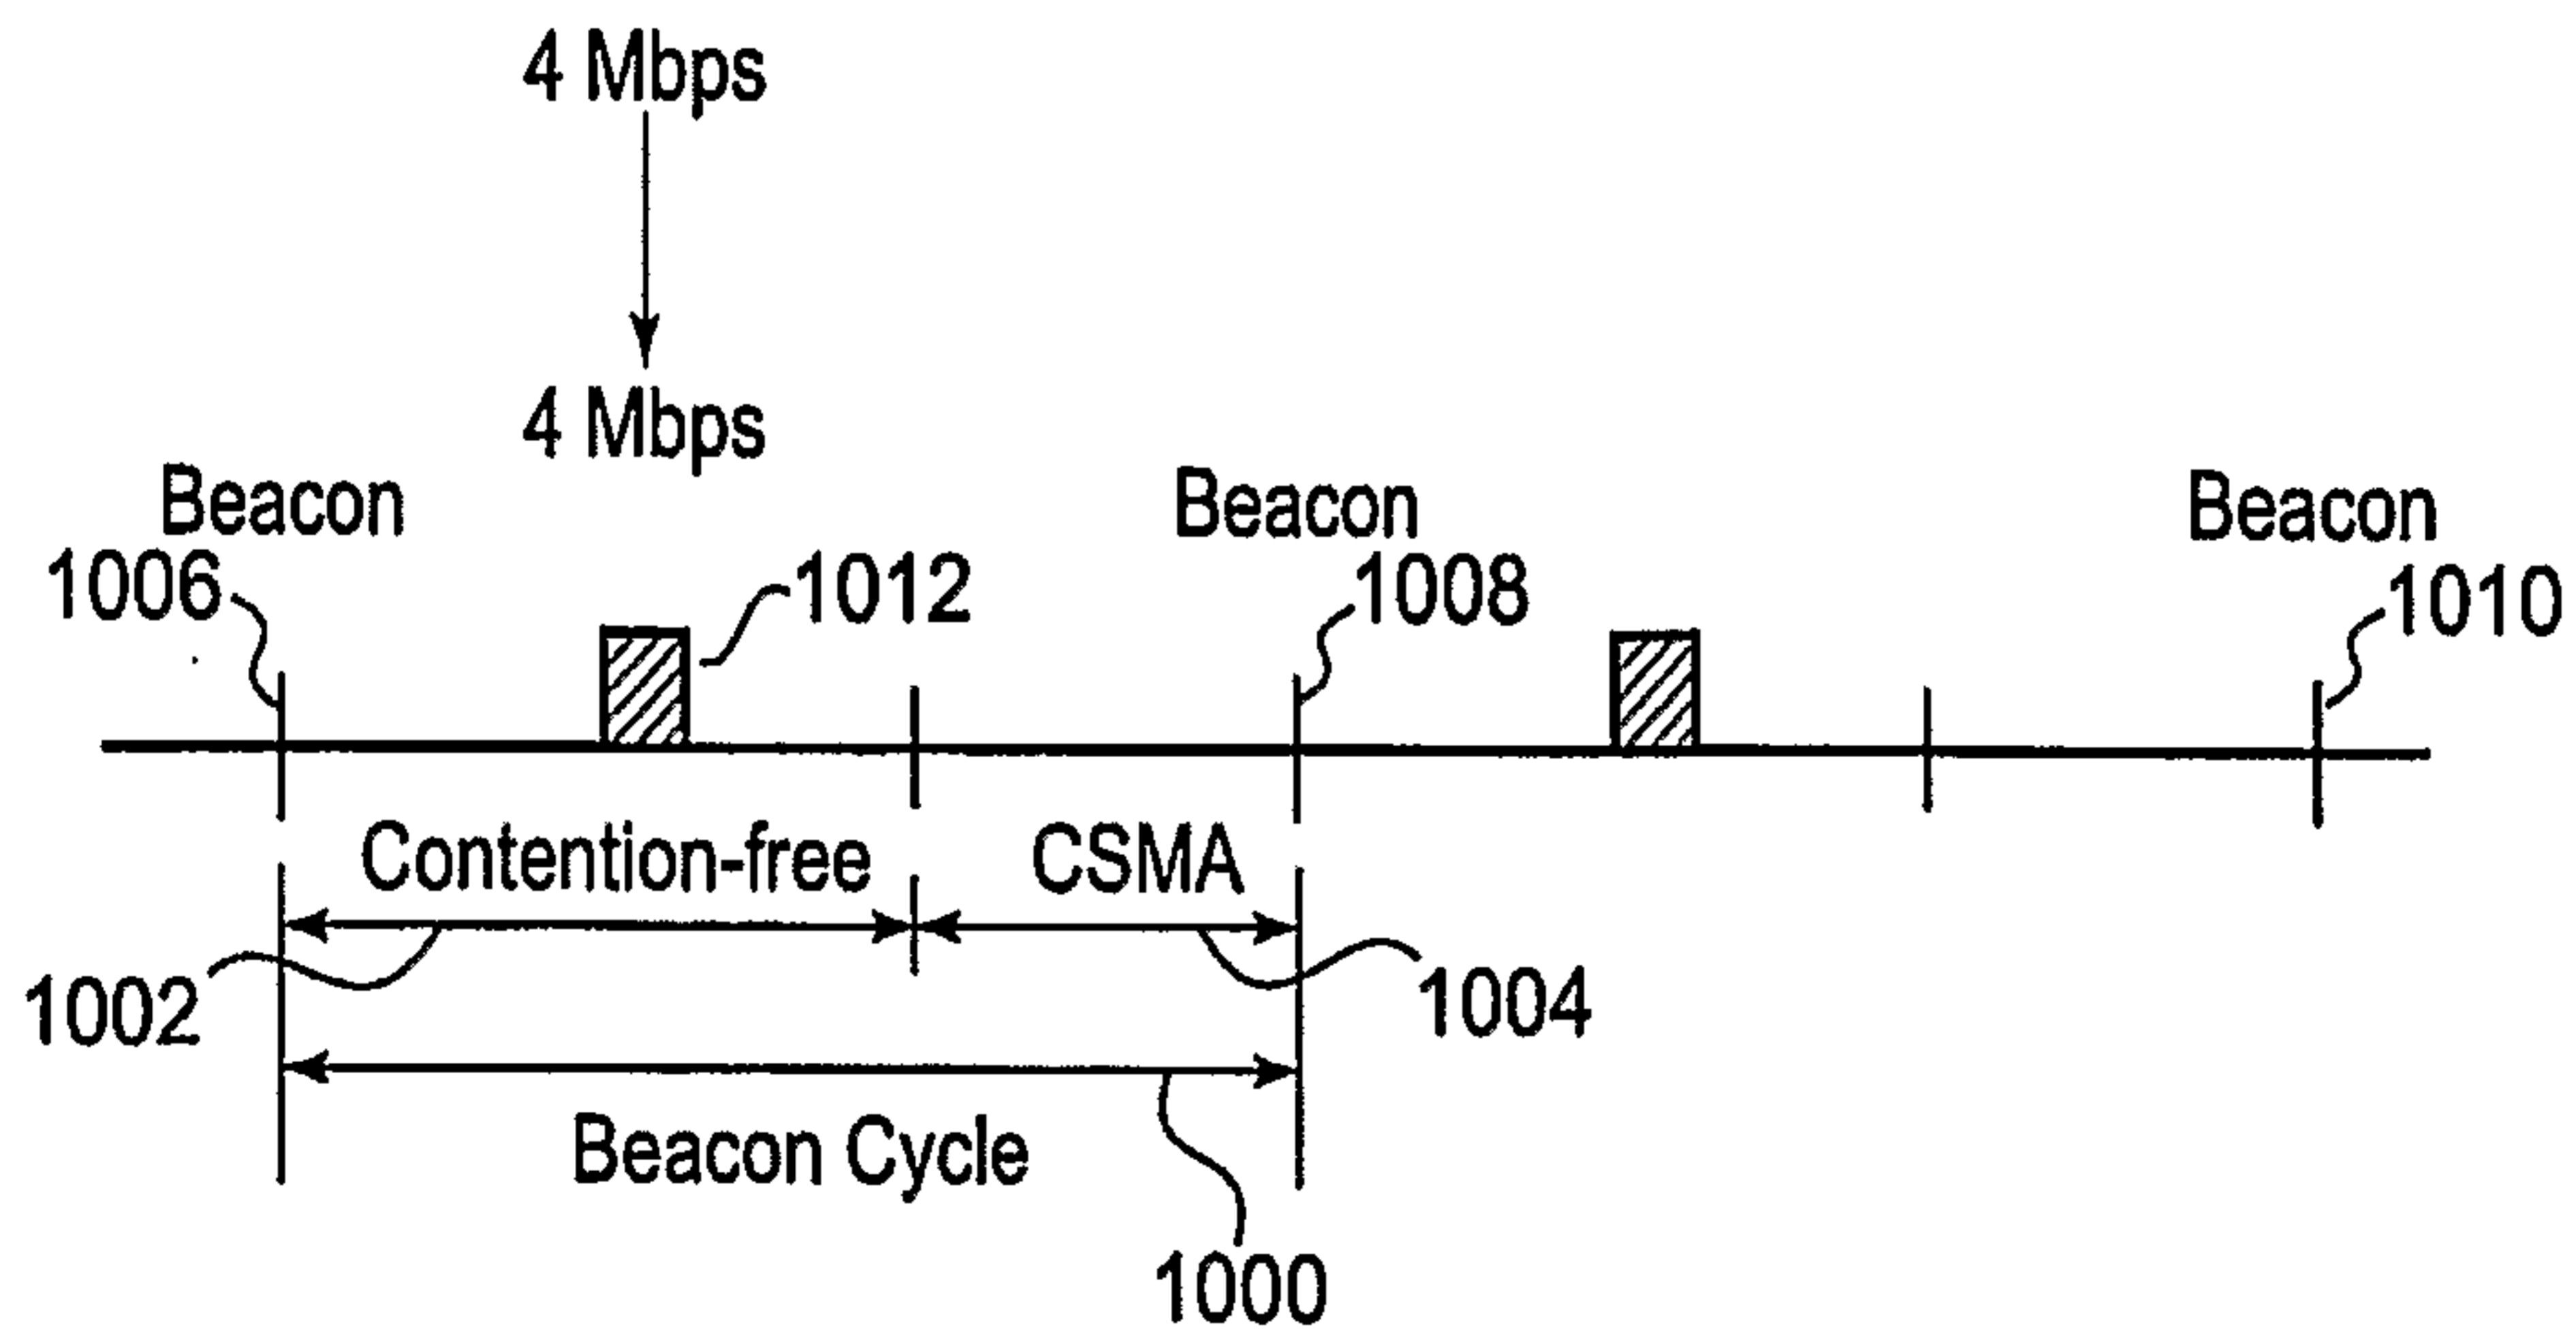 4 Mbps
4 Mbps
Beacon
1006
1012
Beacon
1008
Beacon
1010
Contention-free
CSMA
1002
1004
Beacon Cycle
1000